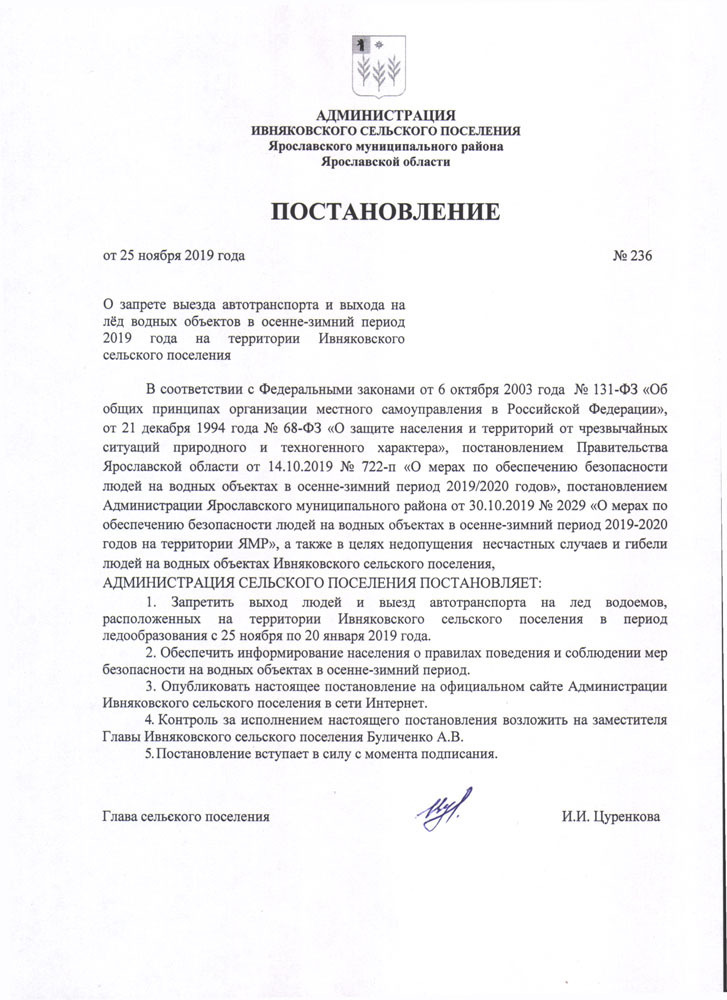 АДМИНИСТРАЦИЯ
ИВНЯКОВСКОГО СЕЛЬСКОГО ПОСЕЛЕНИЯ
Ярославского муниципального района
Ярославской области
ПОСТАНОВЛЕНИЕ
от 25 ноября 2019 года № 236
О запрете выезда автотранспорта и выхода на
лёд водных объектов в осенне-зимний период
2019 года на территории Ивняковского
сельского поселения
В соответствии с Федеральными законами от 6 октября 2003 года № 131-ФЗ «Об
общих принципах организации местного самоуправления в Российской Федерации»,
от 21 декабря 1994 года № 68-ФЗ «О защите населения и территорий от чрезвычайных
ситуаций природного и техногенного характера», постановлением Правительства
Ярославской области от 14.10.2019 № 722-п «О мерах по обеспечению безопасности
людей на водных объектах в осенне-зимний период 2019/2020 годов», постановлением
Администрации Ярославского муниципального района от 30.10.2019 № 2029 «О мерах по
обеспечению безопасности людей на водных объектах в осенне-зимний период 2019-2020
годов на территории ЯМР», а также в целях недопущения несчастных случаев и гибели
людей на водных объектах Ивняковского сельского поселения,
АДМИНИСТРАЦИЯ СЕЛЬСКОГО ПОСЕЛЕНИЯ ПОСТАНОВЛЯЕТ:
1. Запретить выход людей и выезд автотранспорта на лед водоемов,
расположенных на территории Ивняковского сельского поселения в период
ледообразования с 25 ноября по 20 января 2019 года.
2. Обеспечить информирование населения о правилах поведения и соблюдении мер
безопасности на водных объектах в осенне-зимний период.
3. Опубликовать настоящее постановление на официальном сайте Администрации
Ивняковского сельского поселения в сети Интернет.
4. Контроль за исполнением настоящего постановления возложить на заместителя
Главы Ивняковского сельского поселения Буличенко А.В.
5. Постановление вступает в силу с момента подписания.
Глава сельского поселения И.И. Цуренкова